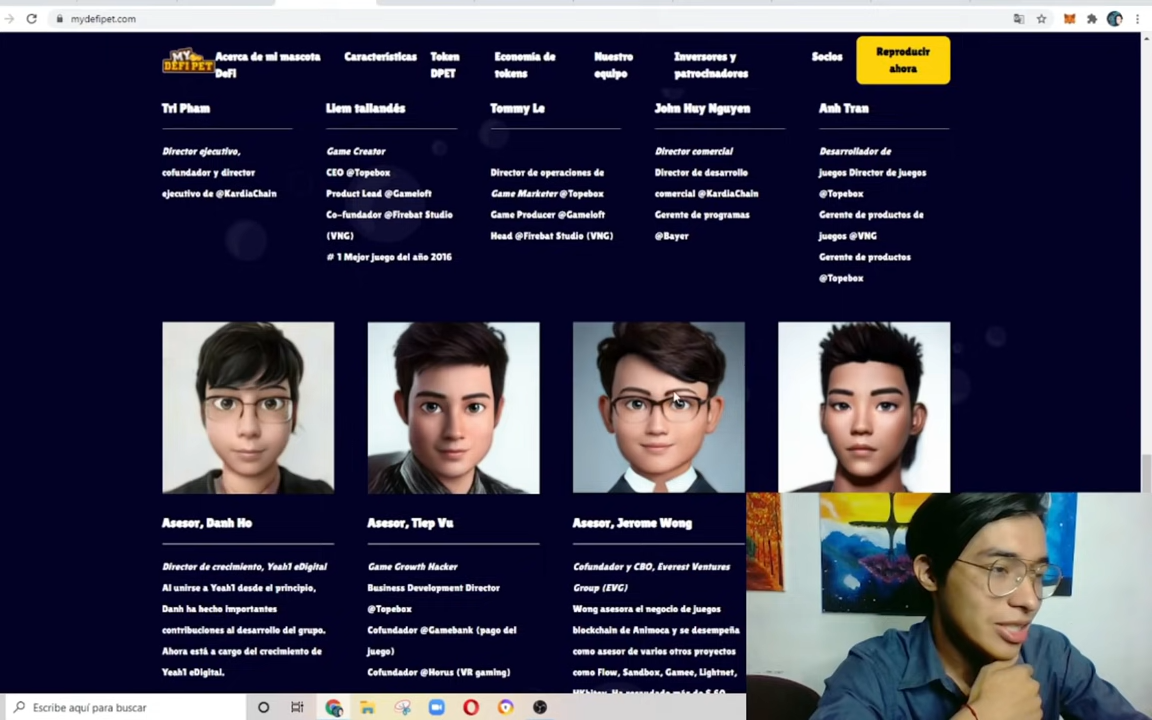 mydefipet.com
MY
DEFI PET
Acerca de mi mascota
DeFi
Características
Token
DPET
Economía de
tokens
Nuestro
equipo
Inversores y
patrocinadores
Socios
Reproducir
ahora
Tri Pham
Director ejecutivo,
cofundador y director
ejecutivo de @KardiaChain
Liem tailandés
Game Creator
CEO @Topebox
Product Lead @Gameloft
Co-fundador @Firebat Studio
(VNG)
# 1 Mejor juego del año 2016
Tommy Le
Director de operaciones de
Game Marketer @Topebox
Game Producer @Gameloft
Head @Firebat Studio (VNG)
John Huy Nguyen
Director comercial
Director de desarrollo
comercial @KardiaChain
Gerente de programas
@Bayer
Anh Tran
Desarrollador de
juegos Director de juegos
@Topebox
Gerente de productos de
juegos @VNG
Gerente de productos
@Topebox
Asesor, Danh Ho
Director de crecimiento, Yeah1 eDigital
Al unirse a Yeah1 desde el principio,
Danh ha hecho importantes
contribuciones al desarrollo del grupo.
Ahora está a cargo del crecimiento de
Yeah1 eDigital.
Asesor, Tiep Vu
Game Growth Hacker
Business Development Director
@Topebox
Cofundador @Gamebank (pago del
juego)
Cofundador @Horus (VR gaming)
Asesor, Jerome Wong
Cofundador y CBO, Everest Ventures
Group (EVG)
Wong asesora el negocio de juegos
blockchain de Animoca y se desempeña
como asesor de varios otros proyectos
como Flow, Sandbox, Gamee, Lightnet,
Escribe aquí para buscar